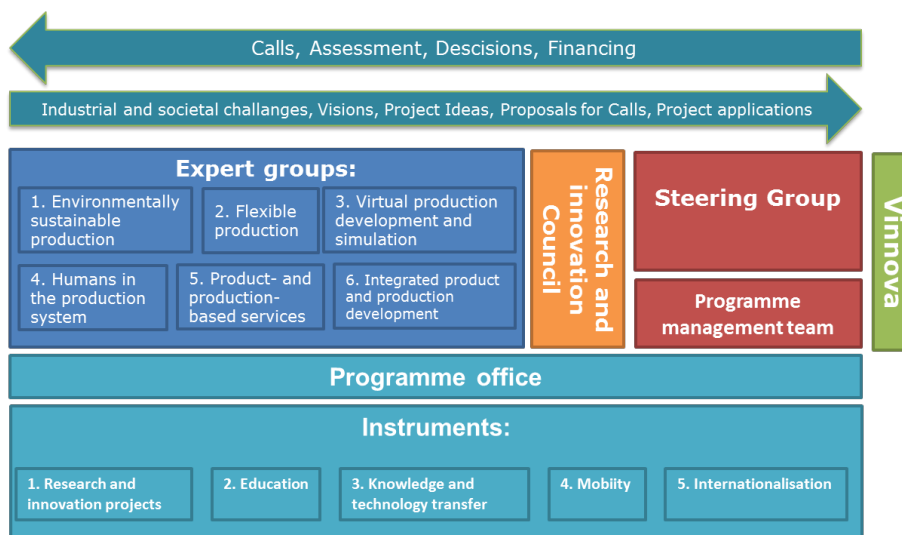 Calls, Assessment, Descisions, Financing
Industrial and societal challanges, Visions, Project Ideas, Proposals for Calls, Project applications
Expert groups:
1. Environmentally
sustainable
production
2. Flexible
production
3. Virtual production
development and
simulation
4. Humans in
the production
system
5. Product- and
production-
based services
6. Integrated product
and production
development
Research and
innovation
Council
Steering Group
Programme
management team
Vinnova
Programme office
Instruments:
1. Research and
innovation projects
2. Education
3. Knowledge and
technology transfer
4. Mobiity
5. Internationalisation